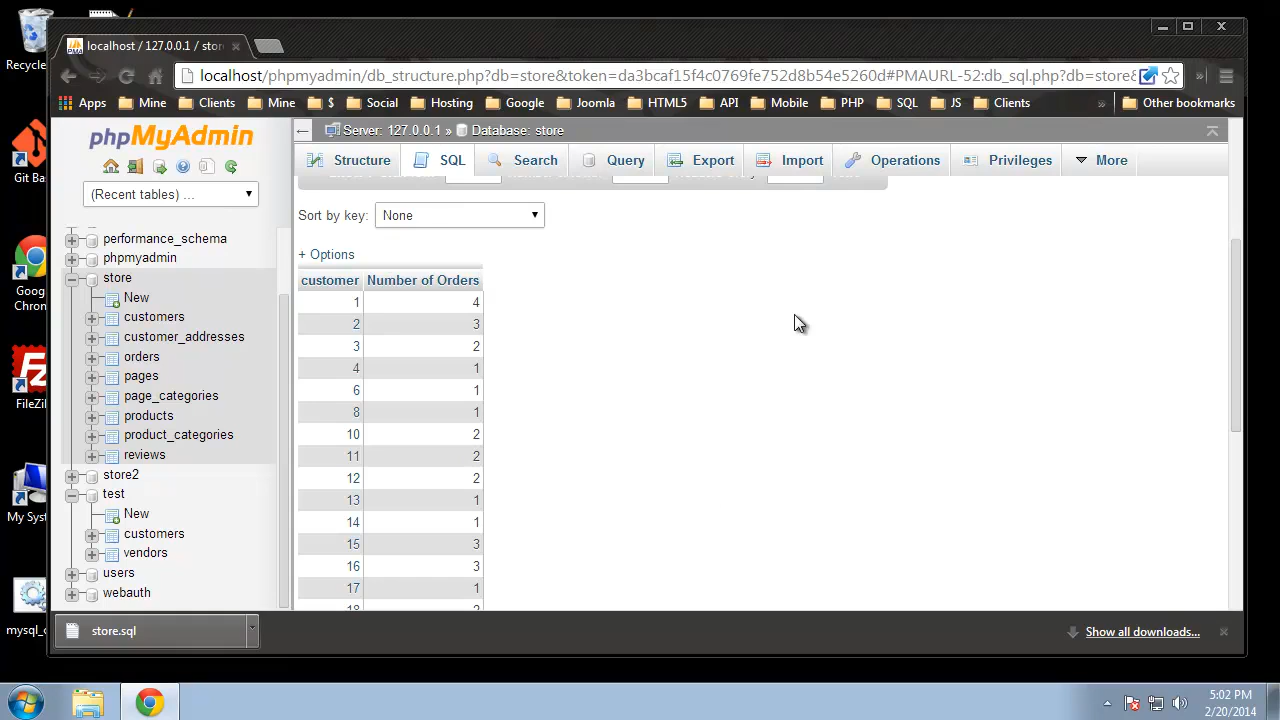 Recycle
localhost / 127.0.0.1 / stor
localhost/phpmyadmin/db_structure.php?db=store&token=da3bcaf15f4c0769fe752d8b54e5220d#PMAURL-52:db_sql.php?db=store&
Apps Mine Clients Mine $ Social Hosting Google Joomla HTML5 API Mobile PHP SQL JS Clients » Other bookmarks
phpMyAdmin
(Recent tables) ...
performance_schema
phpmyadmin
store
New
customers
customer_addresses
orders
pages
page_categories
products
product_categories
reviews
store2
test
New
customers
vendors
users
webauth
Server: 127.0.0.1 » Database: store
Structure SQL Search Query Export Import Operations Privileges More
Sort by key: None
+ Options
customer Number of Orders
1 4
2 3
3 2
4 1
6 1
8 1
10 2
11 2
12 2
13 1
14 1
15 3
16 3
17 1
18 2
Git Ba
Goog
Chron
FileZi
My Sys
mysql_
store.sql
Show all downloads...
5:02 PM
2/20/2014